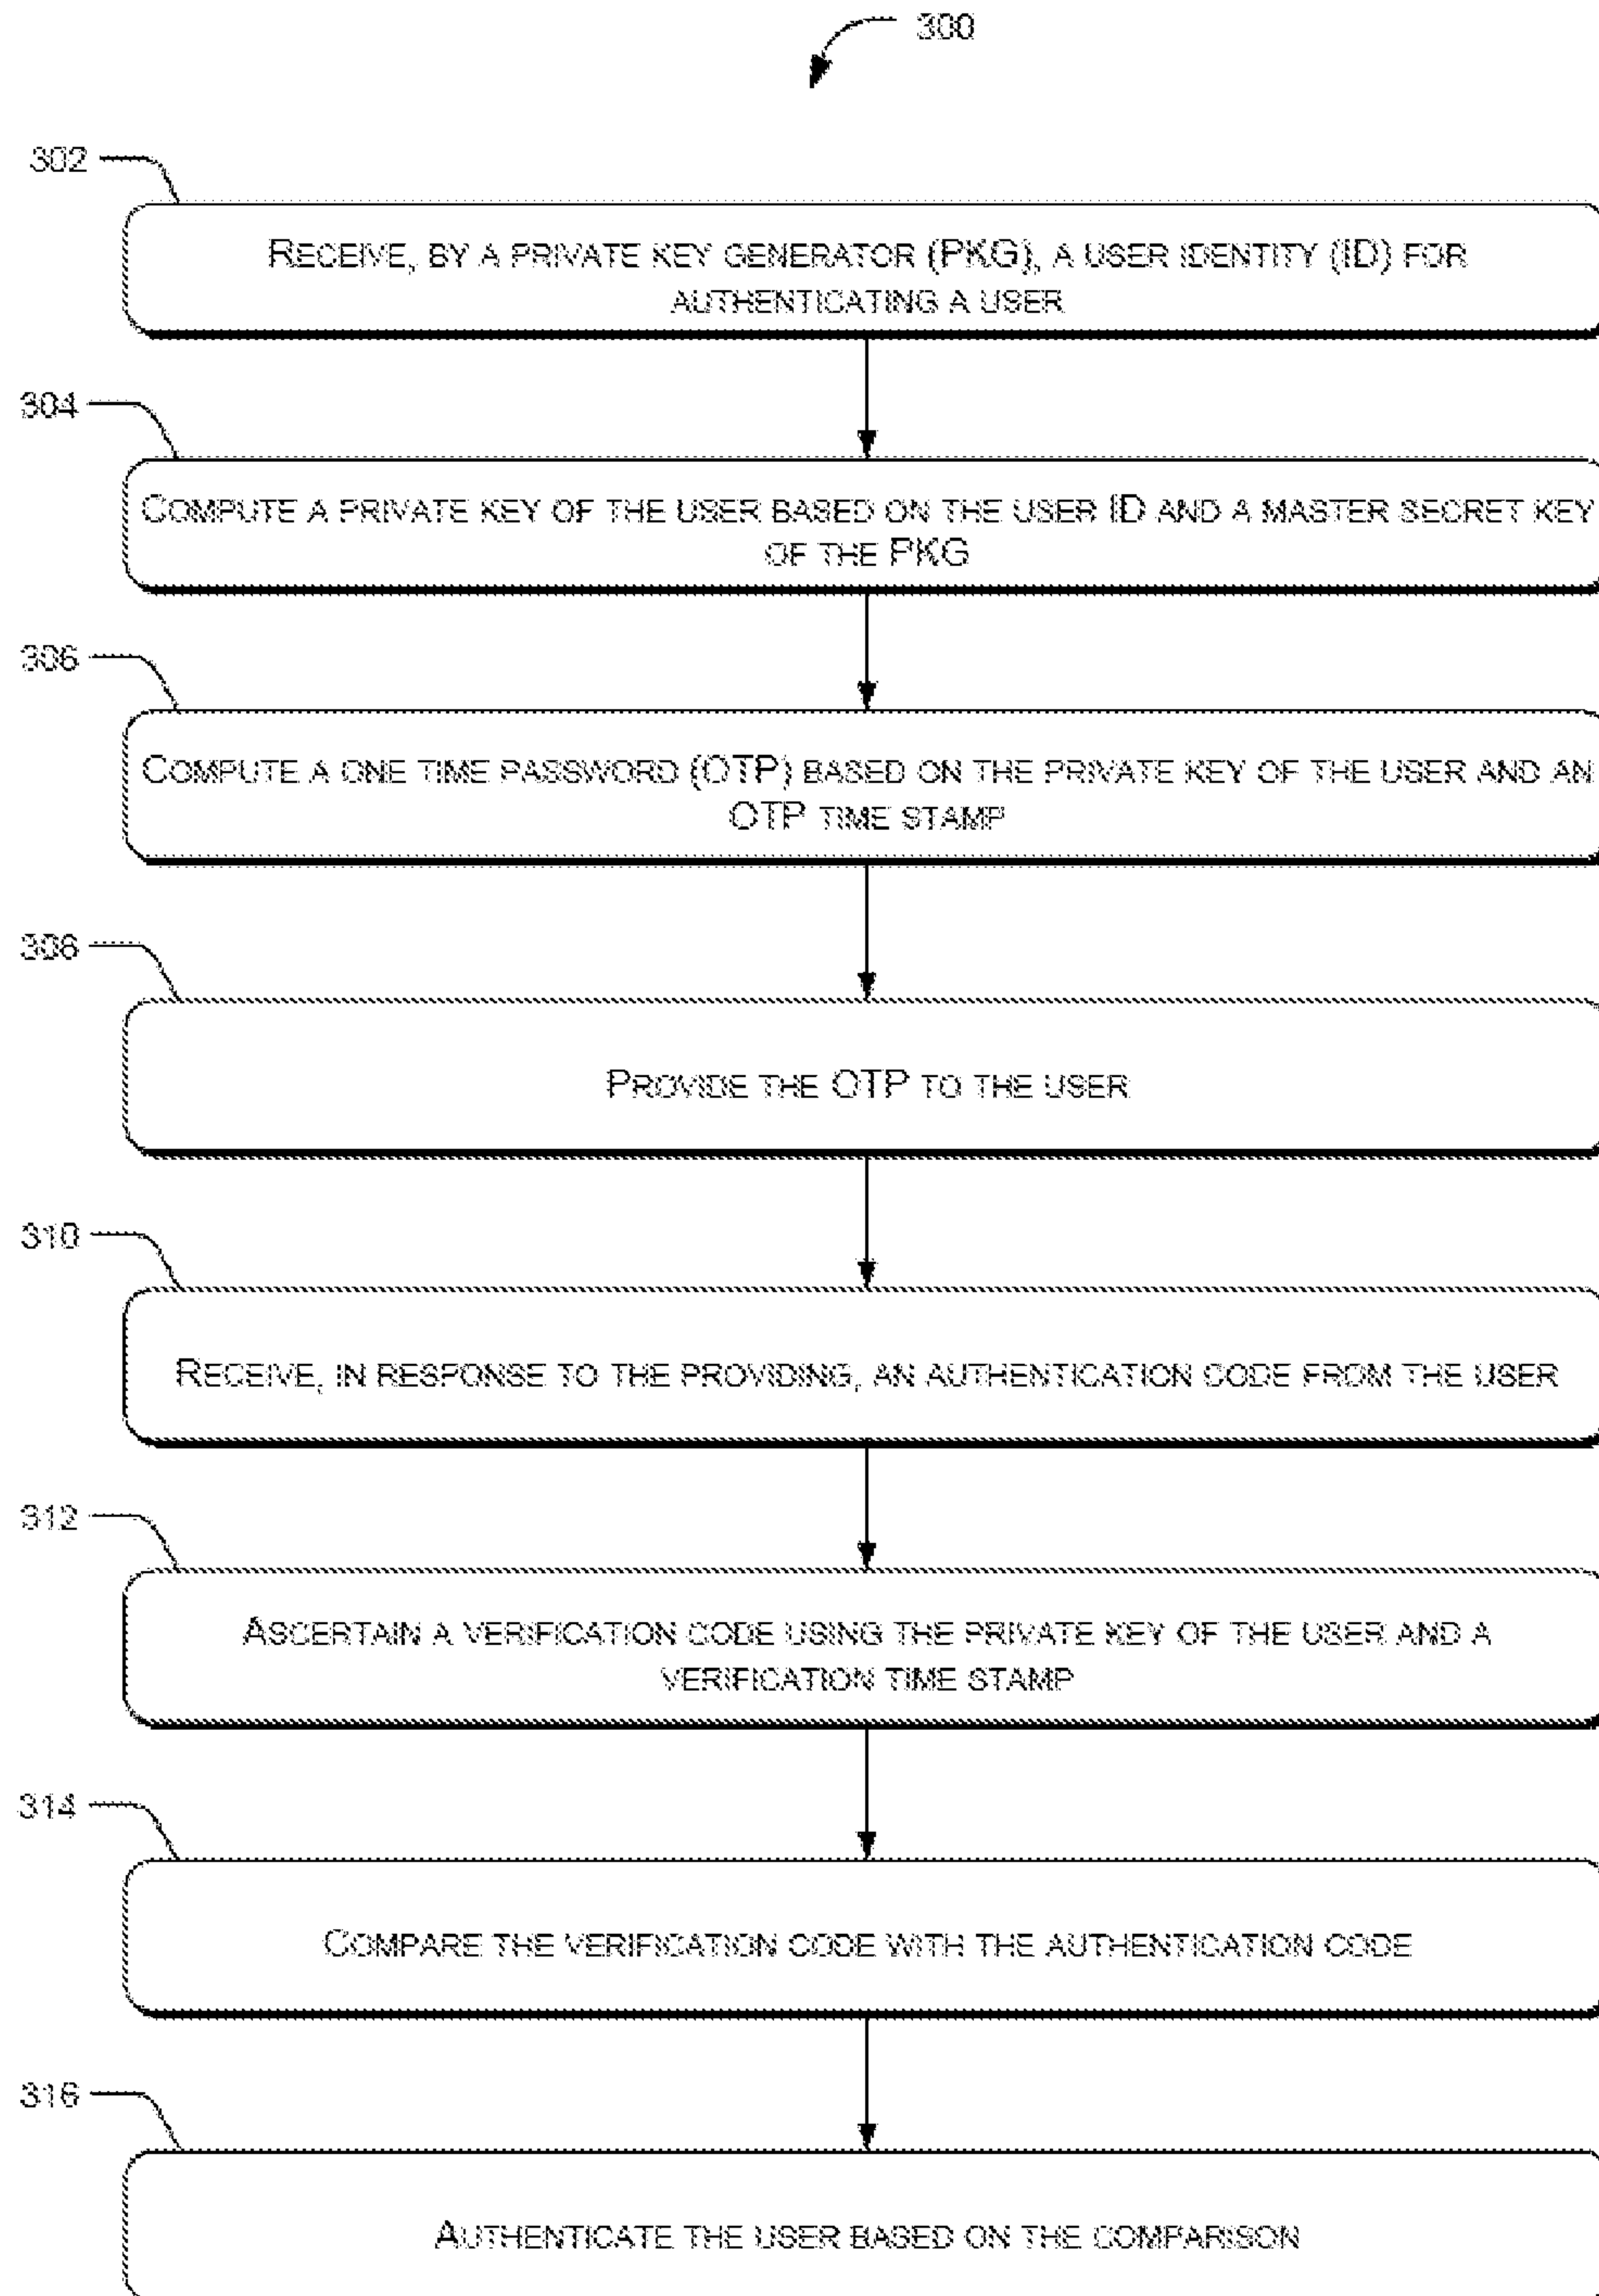 300
302
RECEIVE, BY A PRIVATE KEY GENERATOR (PKG), A USER IDENTITY (ID) FOR
AUTHENTICATING A USER
304
COMPUTE A PRIVATE KEY OF THE USER BASED ON THE USER ID AND A MASTER SECRET KEY
OF THE PKG
306
COMPUTE A ONE TIME PASSWORD (OTP) BASED ON THE PRIVATE KEY OF THE USER AND AN
OTP TIME STAMP
308
PROVIDE THE OTP TO THE USER
310
RECEIVE, IN RESPONSE TO THE PROVIDING, AN AUTHENTICATION CODE FROM THE USER
312
ASCERTAIN A VERIFICATION CODE USING THE PRIVATE KEY OF THE USER AND A
VERIFICATION TIME STAMP
314
COMPARE THE VERIFICATION CODE WITH THE AUTHENTICATION CODE
316
AUTHENTICATE THE USER BASED ON THE COMPARISON